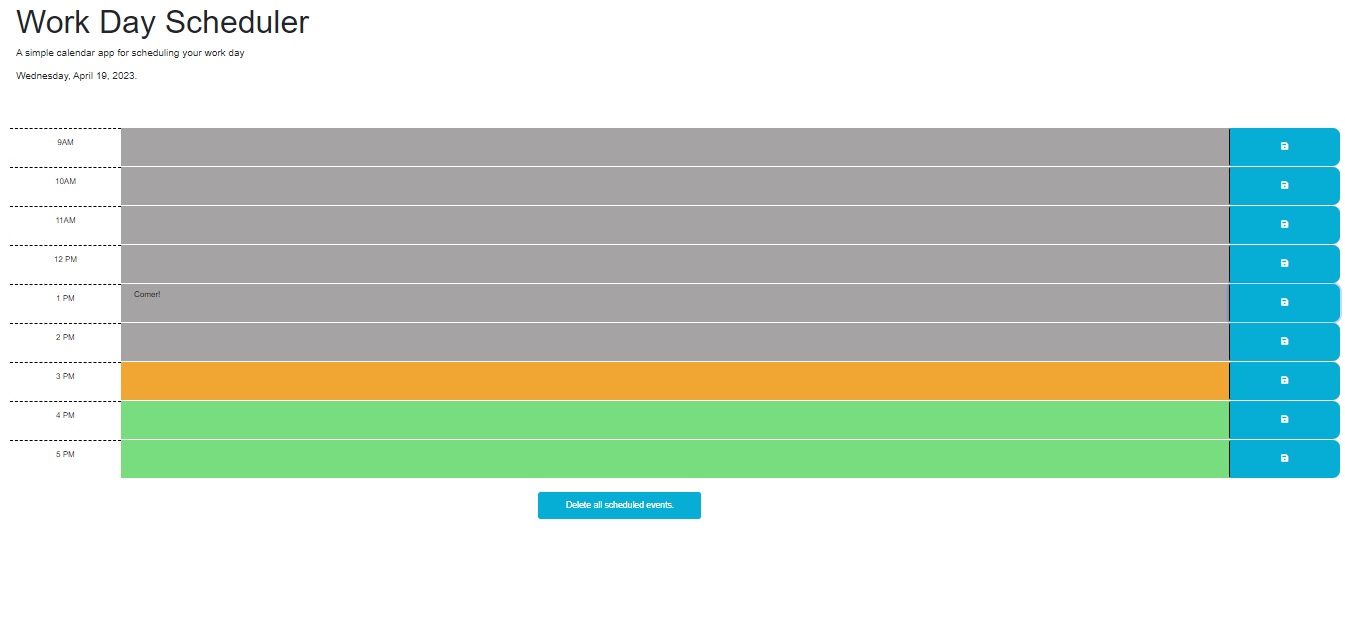 Work Day Scheduler
A simple calendar app for scheduling your work day
Wednesday, April 19, 2023.
9AM
10AM
11AM
12 PM
1 PM Comer!
2 PM
3 PM
4 PM
5 PM
Delete all scheduled events.